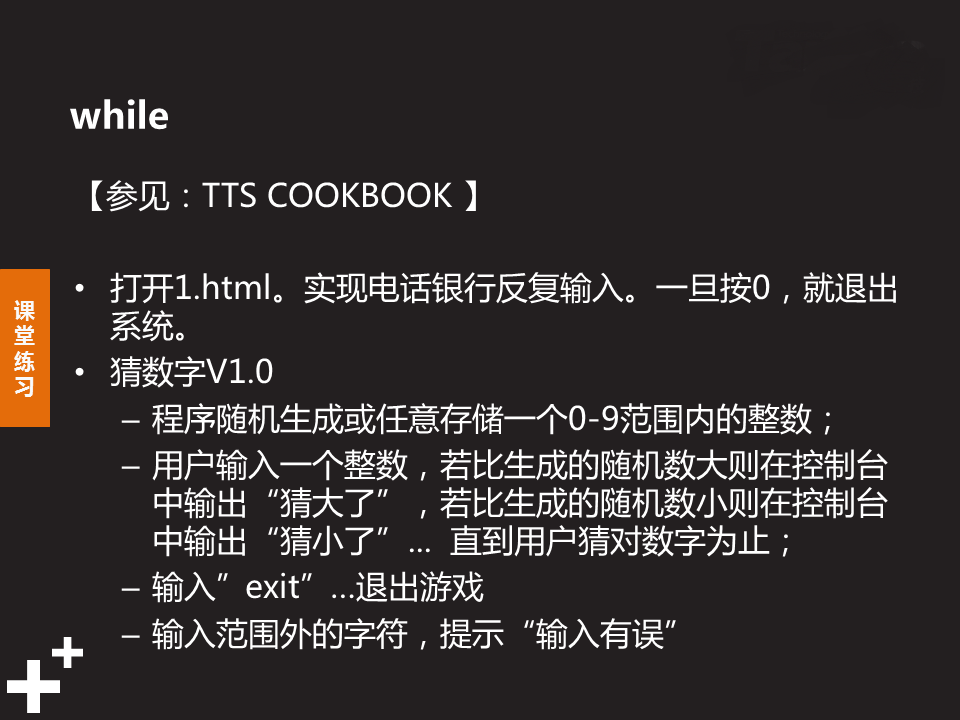 while
【参见：TTS COOKBOOK 】
• 打开1.html。实现电话银行反复输入。一旦按0，就退出
系统。
• 猜数字V1.0
– 程序随机生成或任意存储一个0-9范围内的整数；
– 用户输入一个整数，若比生成的随机数大则在控制台
中输出“猜大了”，若比生成的随机数小则在控制台
中输出“猜小了”… 直到用户猜对数字为止；
– 输入”exit”…退出游戏
– 输入范围外的字符，提示“输入有误”
课
堂
练
习